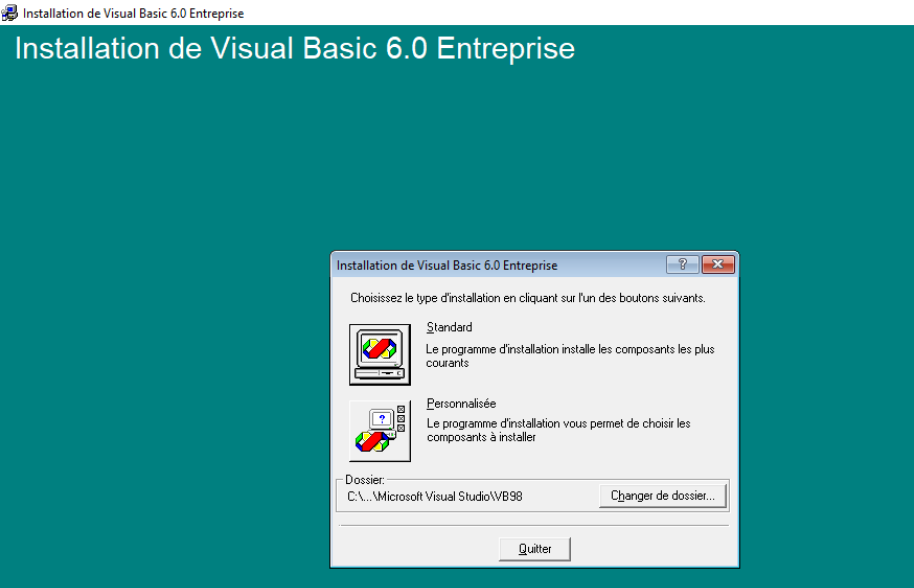 Installation de Visual Basic 6.0 Entreprise
Installation de Visual Basic 6.0 Entreprise
Installation de Visual Basic 6.0 Entreprise
?
Choisissez le type d'installation en cliquant sur l'un des boutons suivants.
Standard
Le programme d'installation installe les composants les plus
courants
?
Personnalisée
Le programme d'installation vous permet de choisir les
composants à installer
Dossier:
C:\...\Microsoft Visual Studio\VB98
Changer de dossier...
Quitter